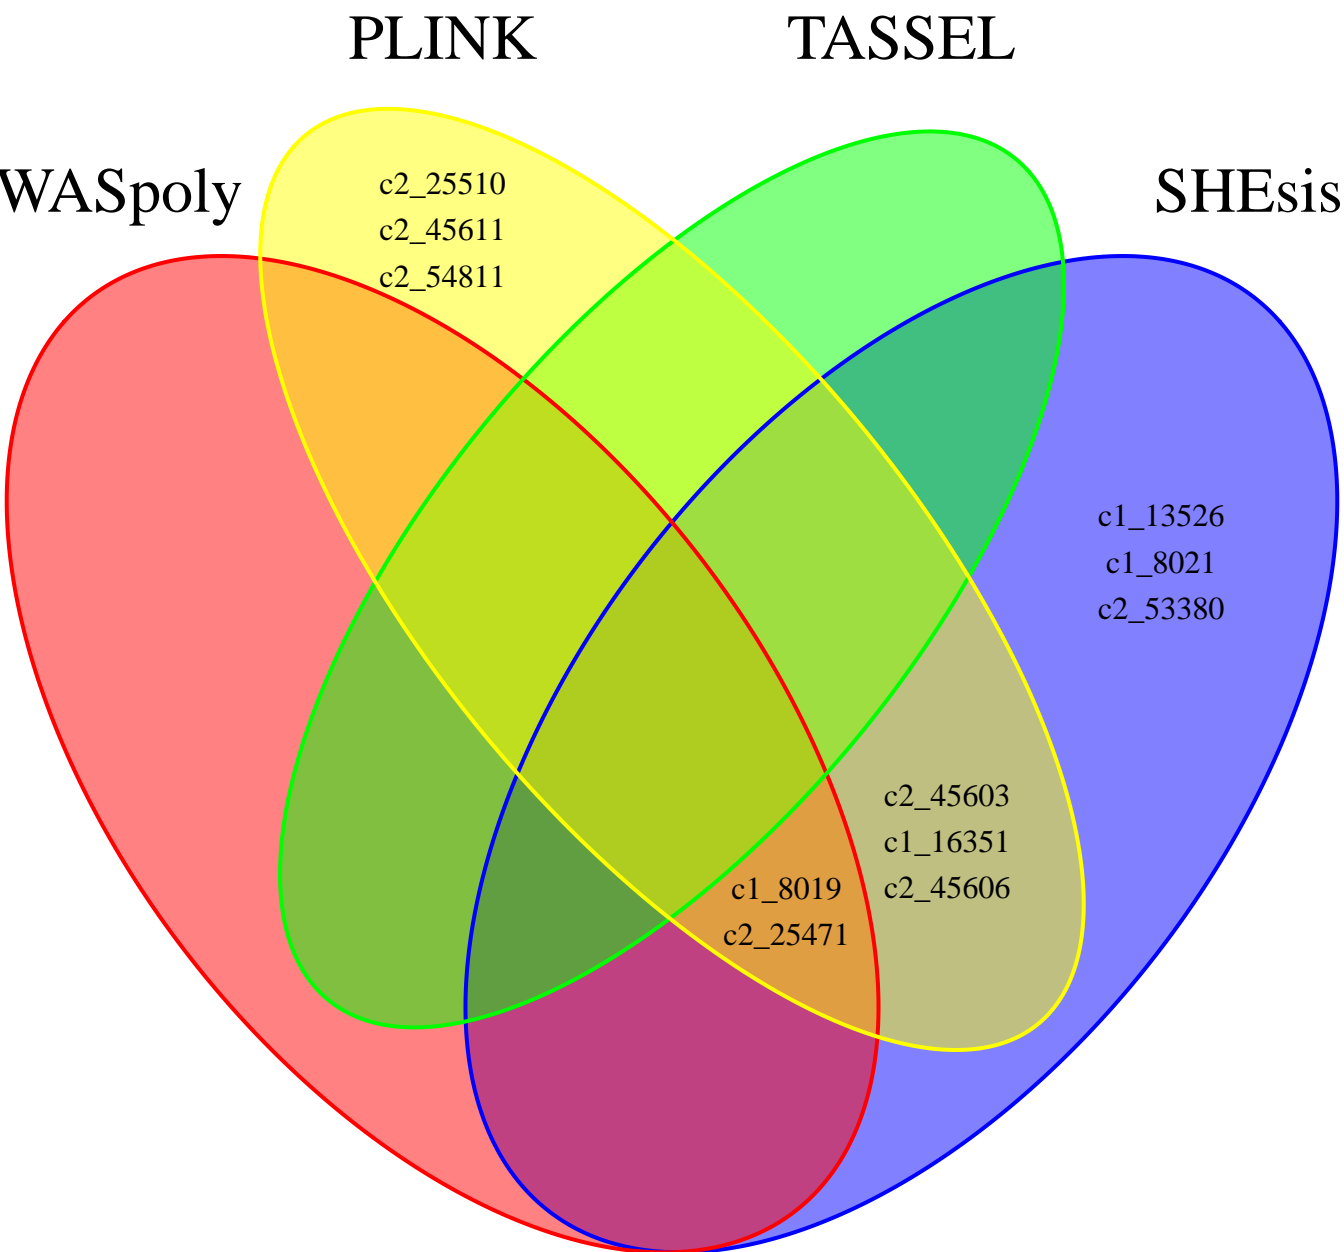 PLINK
TASSEL
WASpoly
SHEsis
c2_25510
c2_45611
c2_54811
c1_13526
c1_8021
c2_53380
c2_45603
c1_16351
c2_45606
c1_8019
c2_25471